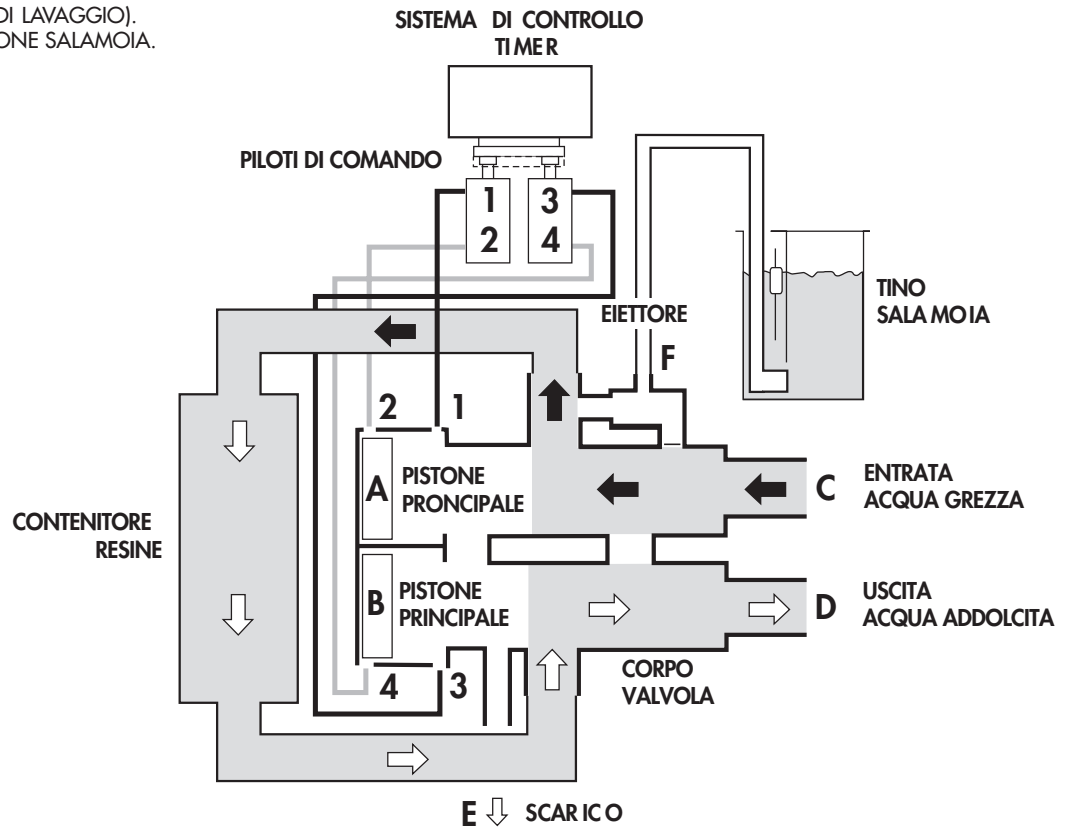 DI LAVAGGIO).
ONE SALAMOIA.
SISTEMA DI CONTROLLO
TIMER
PILOTI DI COMANDO
1 3
2 4
TINO
SALAMOIA
EIETTORE
F
2 1
A PISTONE
PRONCIPALE
C ENTRATA
ACQUA GREZZA
CONTENITORE
RESINE
B PISTONE
PRINCIPALE
D USCITA
ACQUA ADDOLCITA
4 3
CORPO
VALVOLA
E SCARICO